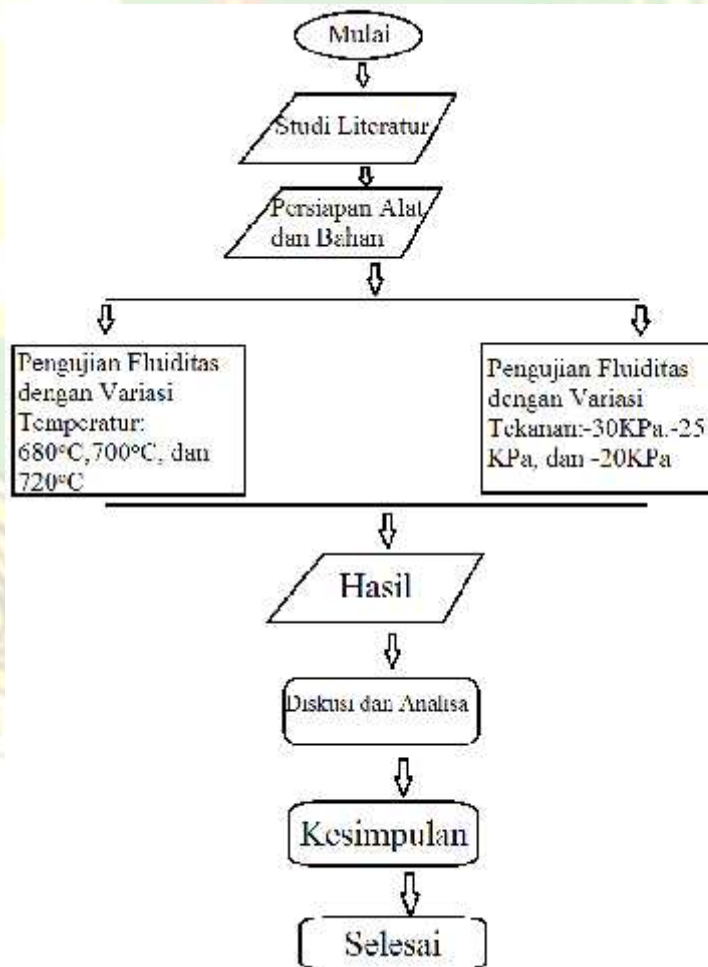 Mulai
Studi Literatur
Persiapan Alat
dan Bahan
Pengujian Fluiditas
dengan Variasi
Temperatur:
680°C,700°C, dan
720°C
Pengujian Fluiditas
dengan Variasi
Tekanan:-30KPa.-25
KPa, dan -20KPa
Hasil
Diskusi dan Analisa
Kesimpulan
Selesai